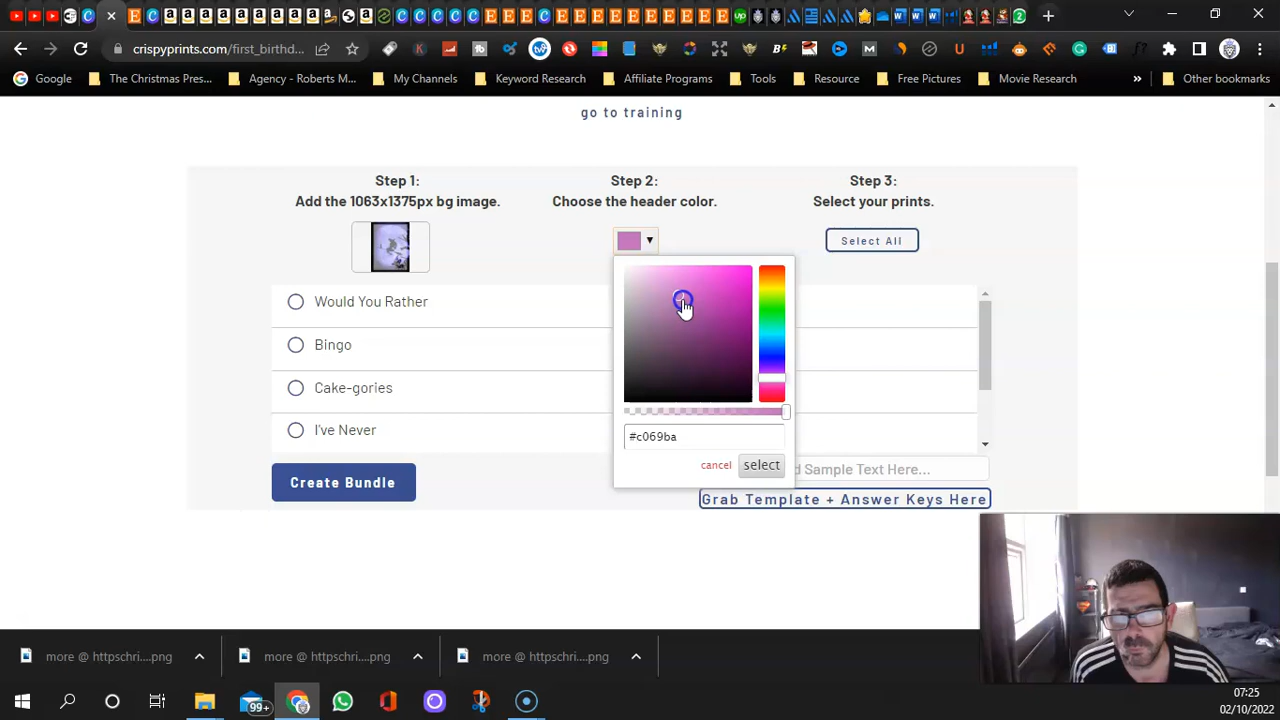 crispyprints.com/first_birthd...
Google
The Christmas Pres...
Agency - Roberts M...
My Channels
Keyword Research
Affiliate Programs
Tools
Resource
Free Pictures
Movie Research
»
Other bookmarks
go to training
Step 1:
Add the 1063x1375px bg image.
Step 2:
Choose the header color.
Step 3:
Select your prints.
Select All
Would You Rather
Bingo
Cake-gories
I've Never
#c069ba
cancel
select
Create Bundle
d Sample Text Here...
Grab Template + Answer Keys Here
more @ httpschri....png
more @ httpschri....png
more @ httpschri....png
99+
07:25
02/10/2022